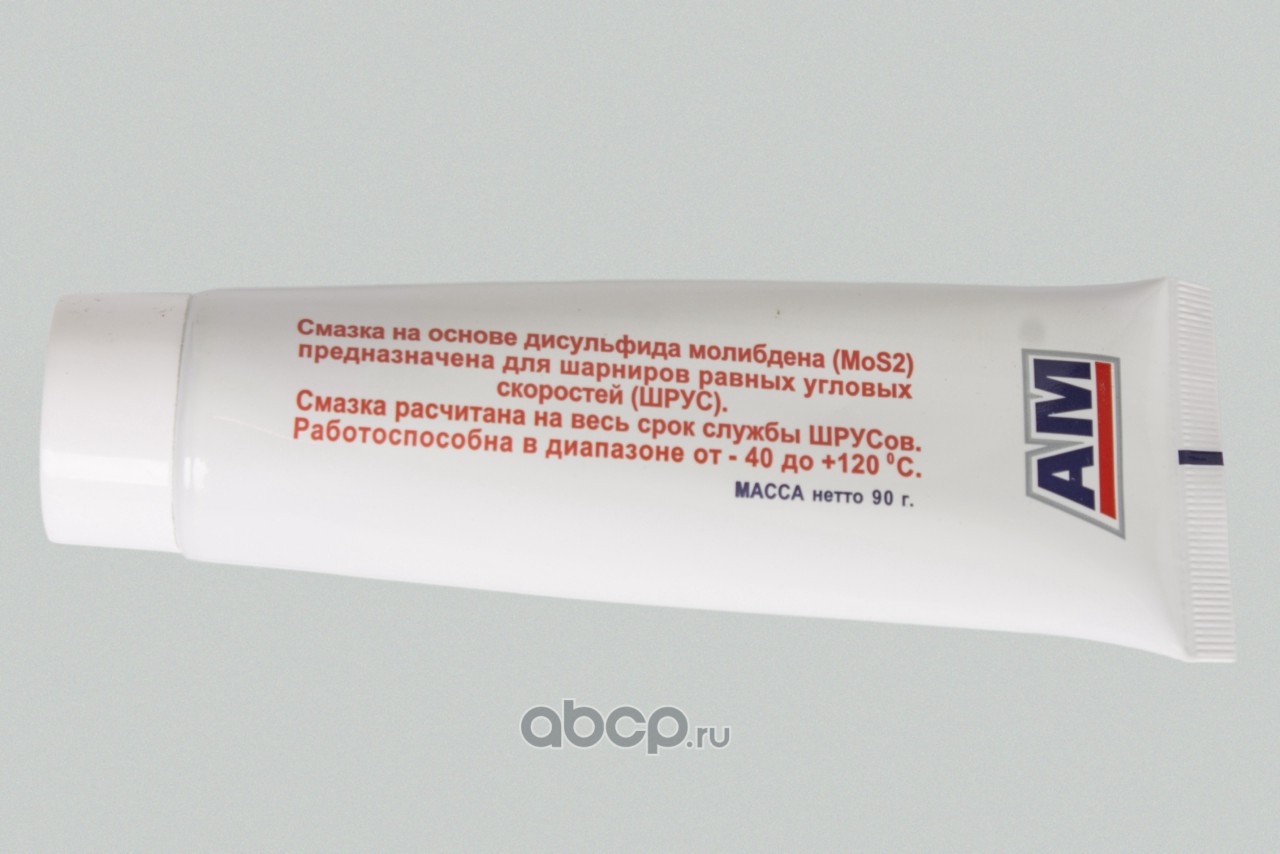 Смазка на основе дисульфида молибдена (MoS2)
предназначена для шарниров равных угловых
скоростей (ШРУС).
Смазка расчитана на весь срок службы ШРУСов.
Работоспособна в диапазоне от - 40 до +120 ⁰С.
МАССА нетто 90 г.
AM
abcp.ru